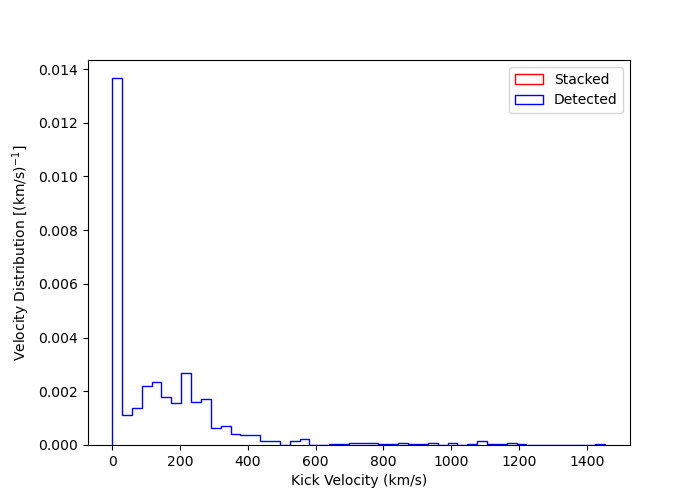 Stacked
Detected
0.014
0.012
0.010
0.008
0.006
0.004
0.002
0.000
Velocity Distribution [(km/s)⁻¹]
0 200 400 600 800 1000 1200 1400
Kick Velocity (km/s)